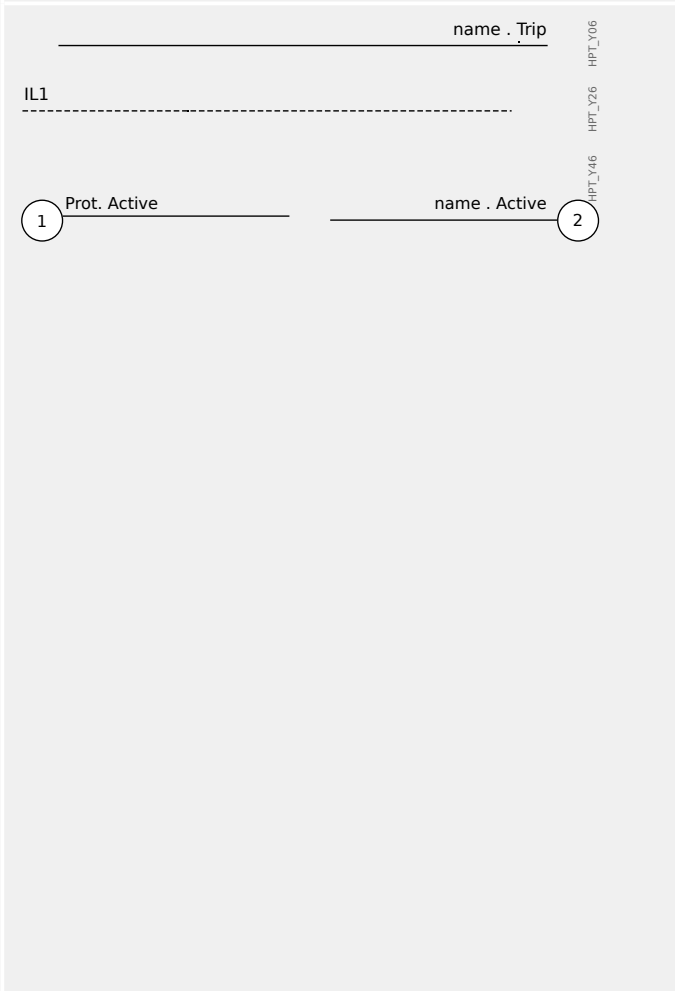 name . Trip
HPT_Y06
IL1
HPT_Y26
HPT_Y46
1
Prot. Active
name . Active
2